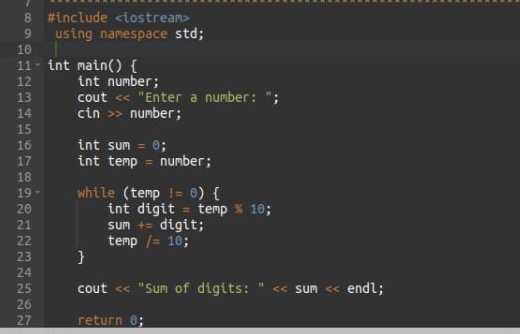 7 ********************************************************************
8 #include <iostream>
9 using namespace std;
10
11 int main() {
12 int number;
13 cout << "Enter a number: ";
14 cin >> number;
15
16 int sum = 0;
17 int temp = number;
18
19 while (temp != 0) {
20 int digit = temp % 10;
21 sum += digit;
22 temp /= 10;
23 }
24
25 cout << "Sum of digits: " << sum << endl;
26
27 return 0;